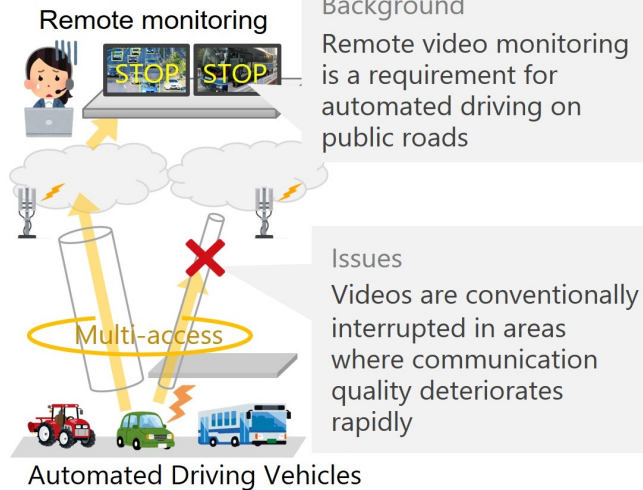 Remote monitoring
STOP
STOP
Background
Remote video monitoring
is a requirement for
automated driving on
public roads
Multi-access
Issues
Videos are conventionally
interrupted in areas
where communication
quality deteriorates
rapidly
Automated Driving Vehicles